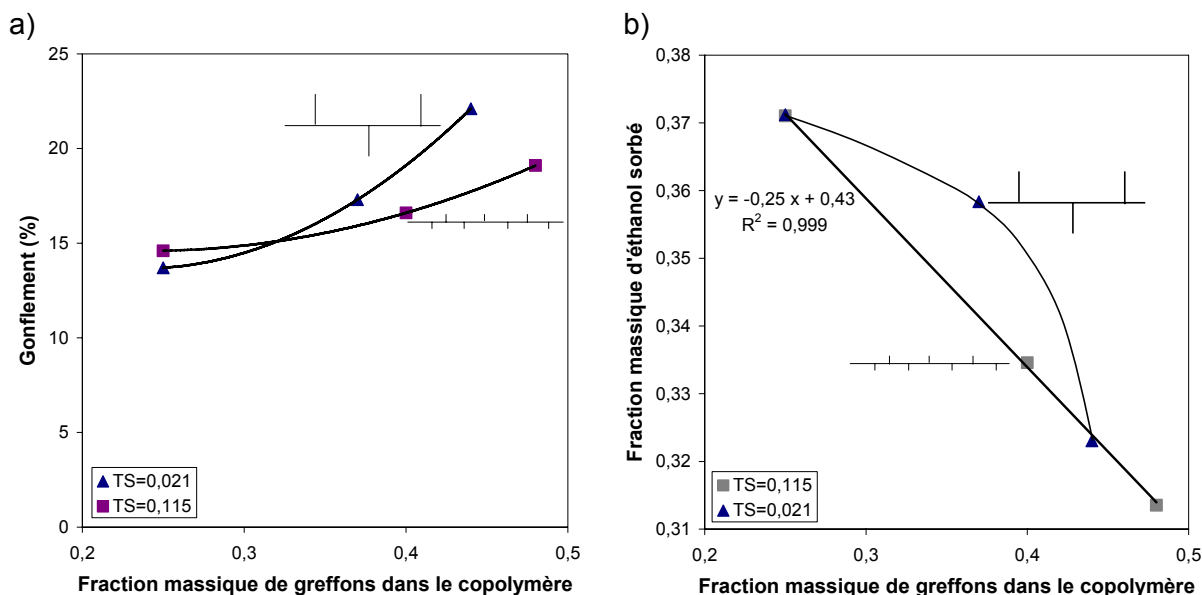 a)
25
20
15
10
5
0
Gonflement (%)
TS=0,021
TS=0,115
0,2
0,3
0,4
0,5
Fraction massique de greffons dans le copolymère
b)
0,38
0,37
0,36
0,35
0,34
0,33
0,32
0,31
Fraction massique d'éthanol sorbé
y = -0,25 x + 0,43
R² = 0,999
TS=0,115
TS=0,021
0,2
0,3
0,4
0,5
Fraction massique de greffons dans le copolymère